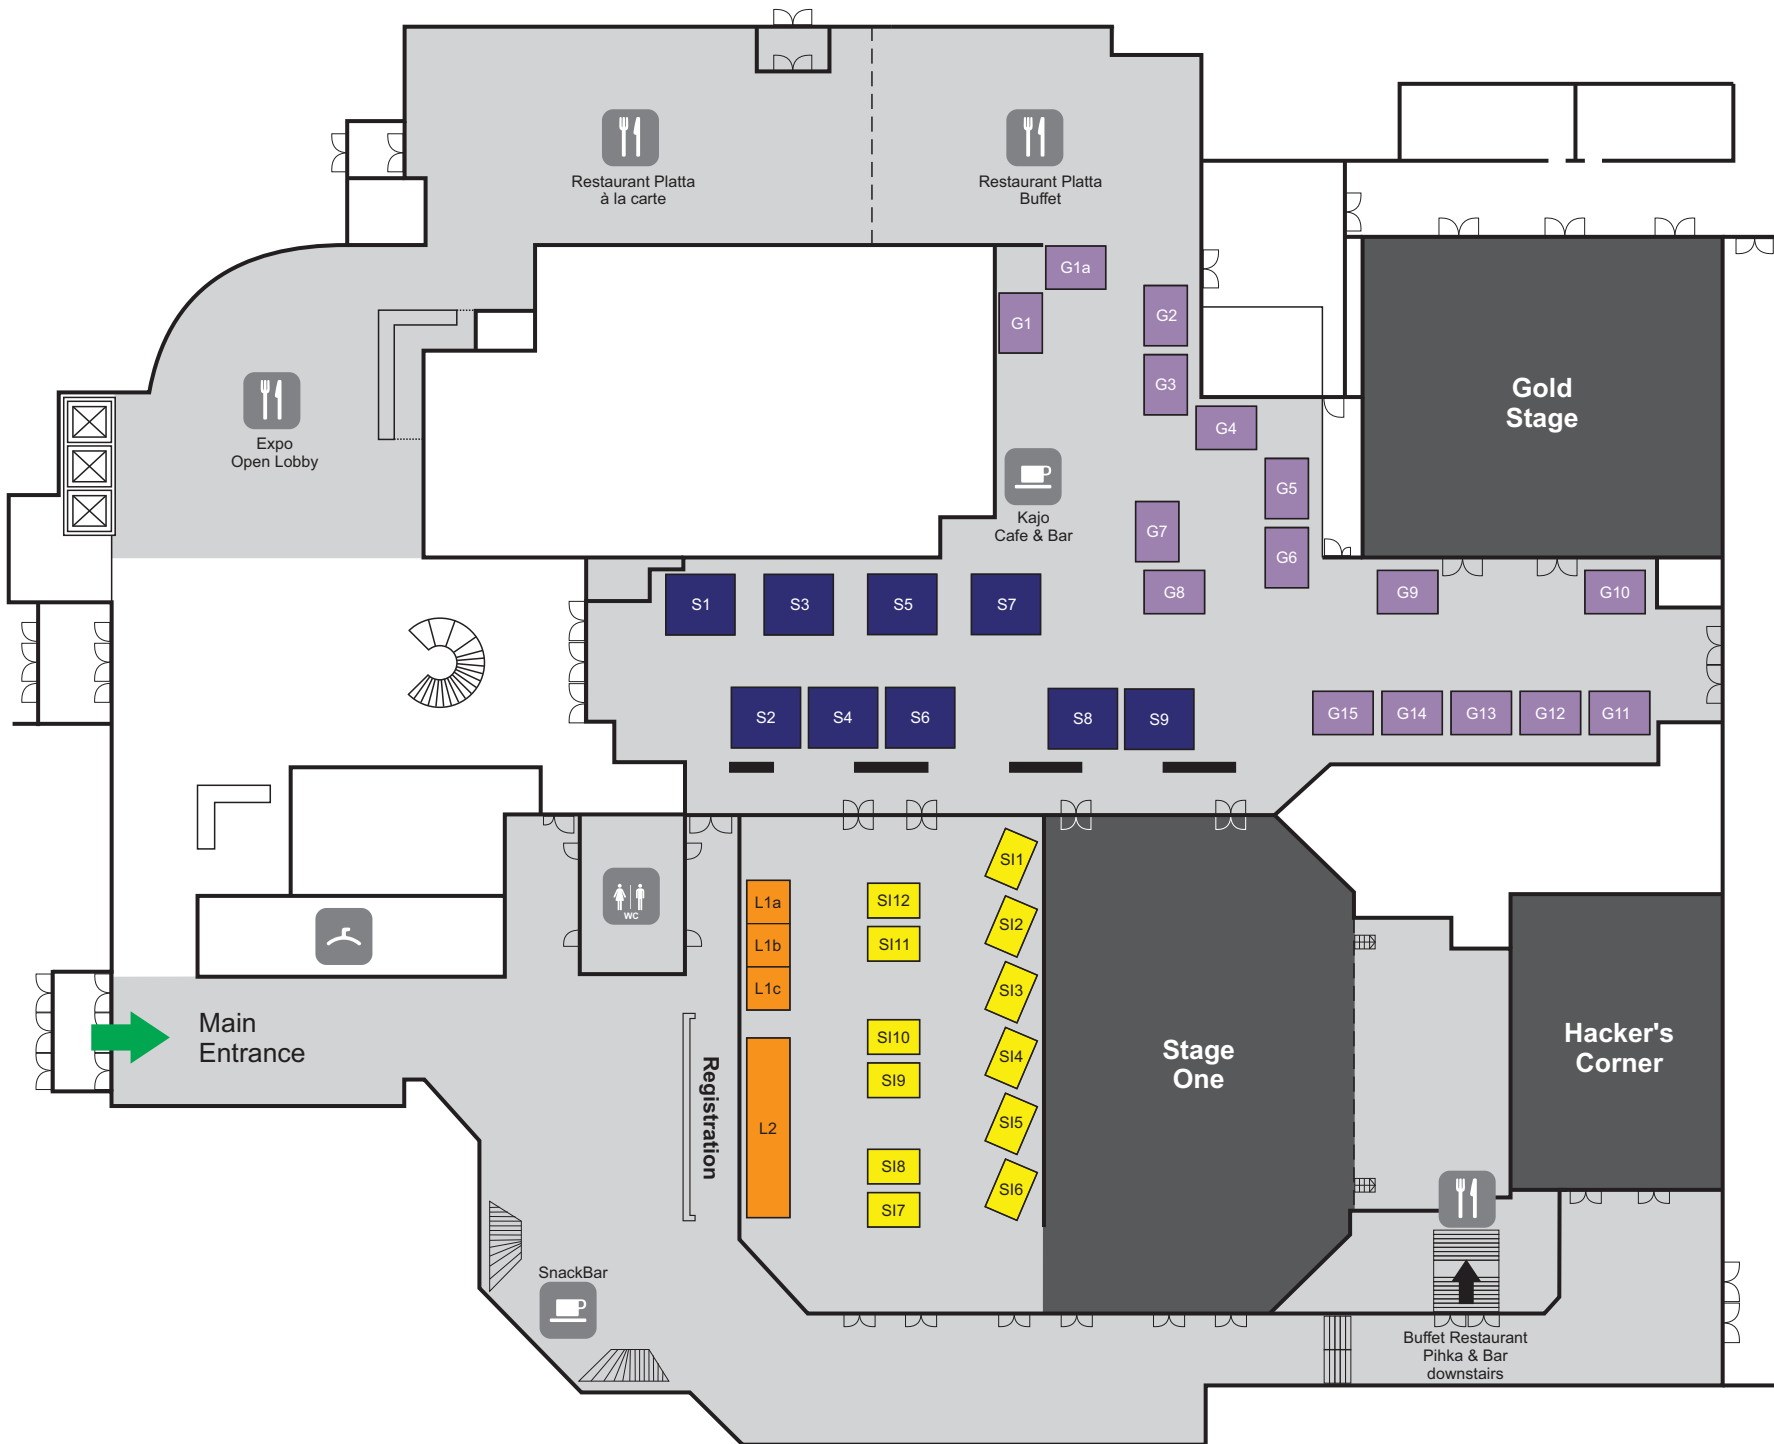 Restaurant Platta
à la carte
Restaurant Platta
Buffet
G1a
G1
G2
G3
Gold
Stage
G4
Expo
Open Lobby
G5
Kajo
Cafe & Bar
G7
G6
G8
G9
G10
S1
S3
S5
S7
S2
S4
S6
S8
S9
G15
G14
G13
G12
G11
SI1
L1a
SI12
SI2
WC
L1b
SI11
L1c
SI3
Main
Entrance
SI10
SI4
Stage
One
Hacker's
Corner
SI9
Registration
L2
SI5
SI8
SI6
SI7
SnackBar
Buffet Restaurant
Pihka & Bar
downstairs